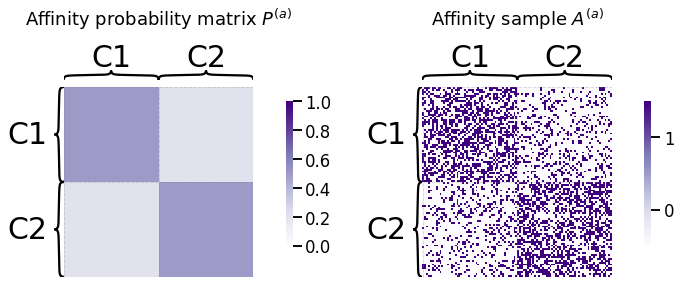 Affinity probability matrix P^(a)
C1 C2
C1
C2
1.0
0.8
0.6
0.4
0.2
0.0
Affinity sample A^(a)
C1 C2
C1
C2
1
0